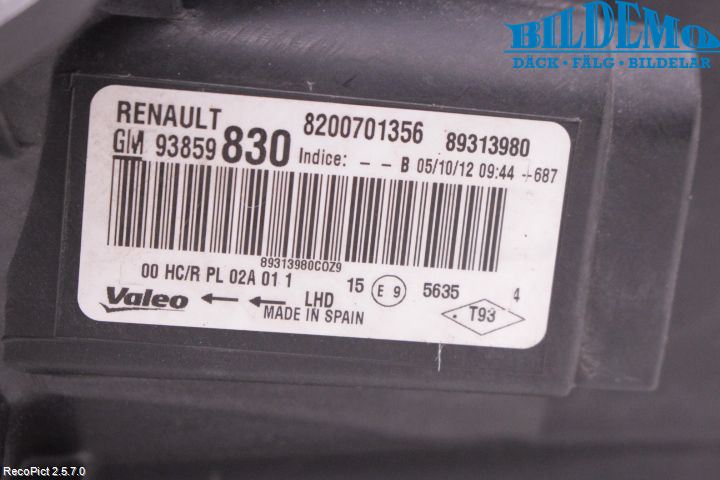 BILDEMO
DÄCK • FÄLG • BILDELAR
RENAULT 8200701356 89313980
GM 93859 830 Indice: - - B 05/10/12 09:44 --687
89313980C0Z9
00 HC/R PL 02A 01 1 15 E 9 5635 4
Valeo LHD T93
MADE IN SPAIN
RecoPict 2.5.7.0